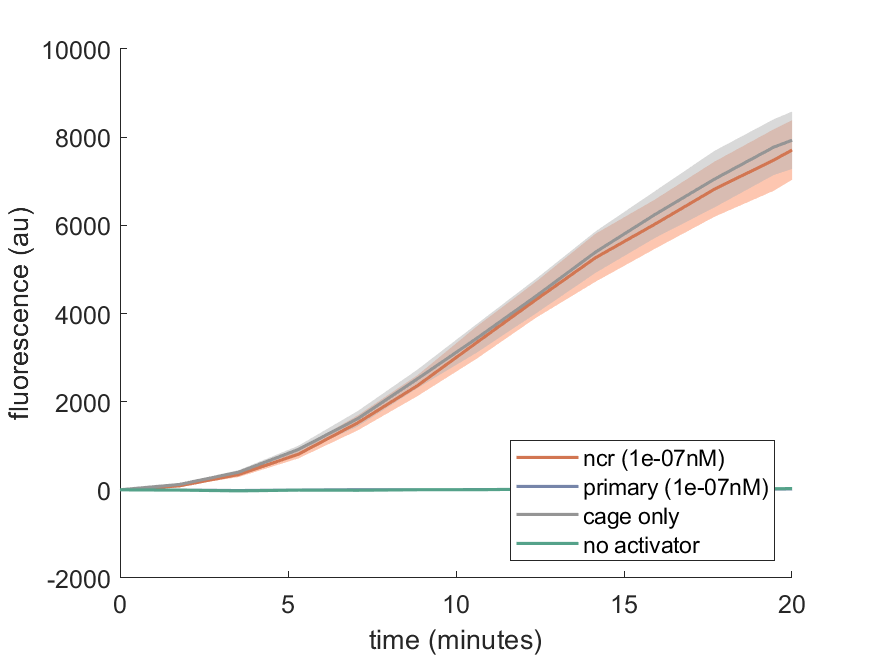 10000
8000
6000
4000
2000
0
-2000
fluorescence (au)
ncr (1e-07nM)
primary (1e-07nM)
cage only
no activator
0 5 10 15 20
time (minutes)